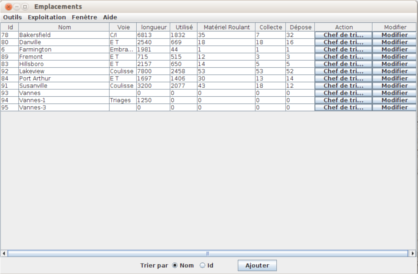 Emplacements
Outils Exploitation Fenêtre Aide
Id Nom Voie longueur Utilisé Matériel Roulant Collecte Dépose Action Modifier
78 Bakersfield C/I 6813 1832 35 7 32 Chef de tri... Modifier
80 Danville E T 2540 669 18 18 16 Chef de tri... Modifier
6 Farmington Embra... 1981 44 1 1 1 Chef de tri... Modifier
89 Fremont E T 715 515 12 3 3 Chef de tri... Modifier
83 Hillsboro E T 2157 650 14 5 5 Chef de tri... Modifier
92 Lakeview Coulisse 7800 2458 53 53 52 Chef de tri... Modifier
84 Port Arthur E T 1697 1406 30 13 14 Chef de tri... Modifier
91 Susanville Coulisse 3200 2077 43 18 12 Chef de tri... Modifier
93 Vannes 0 0 0 0 0 Chef de tri... Modifier
94 Vannes-1 Triages 1250 0 0 0 0 Chef de tri... Modifier
95 Vannes-3 0 0 0 0 0 Chef de tri... Modifier
Trier par Nom Id Ajouter